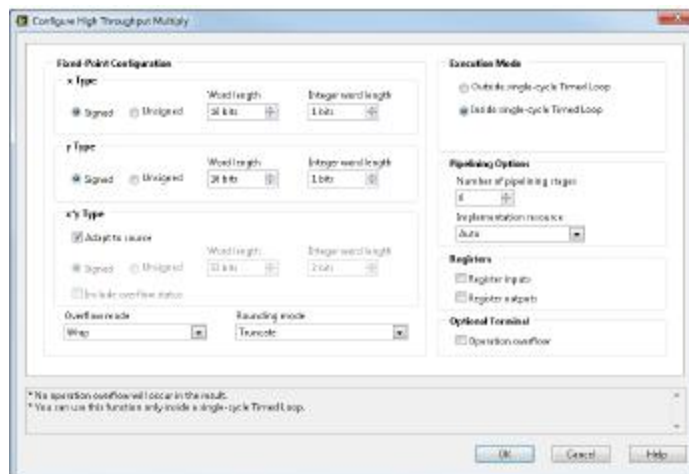 Configure High Throughput Multiply
Fixed-Point Configuration
x Type
Signed
Unsigned
Word length
16 bits
Integer word length
1 bits
y Type
Signed
Unsigned
Word length
16 bits
Integer word length
1 bits
x*y Type
Adapt to source
Signed
Unsigned
Word length
32 bits
Integer word length
2 bits
Include overflow status
Overflow mode
Wrap
Rounding mode
Truncate
Execution Mode
Outside single-cycle Timed Loop
Inside single-cycle Timed Loop
Pipelining Options
Number of pipelining stages
Implementation resource
Auto
Registers
Register inputs
Register outputs
Optional Terminal
Operation overflow
* No operation overflow will occur in the result.
* You can use this function only inside a single-cycle Timed Loop.
OK
Cancel
Help